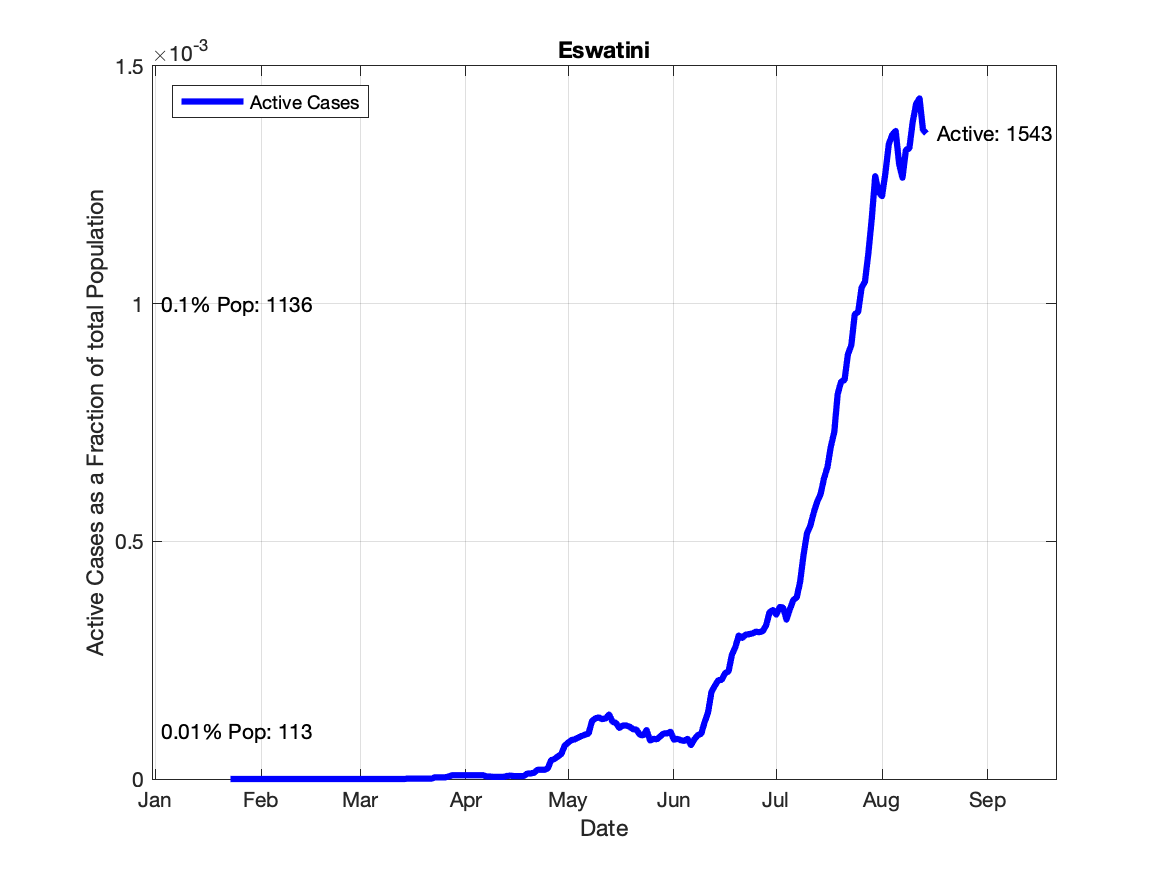 Eswatini
×10-3
1.5
1
0.5
0
Active Cases
Active: 1543
0.1% Pop: 1136
0.01% Pop: 113
Active Cases as a Fraction of total Population
Jan Feb Mar Apr May Jun Jul Aug Sep
Date